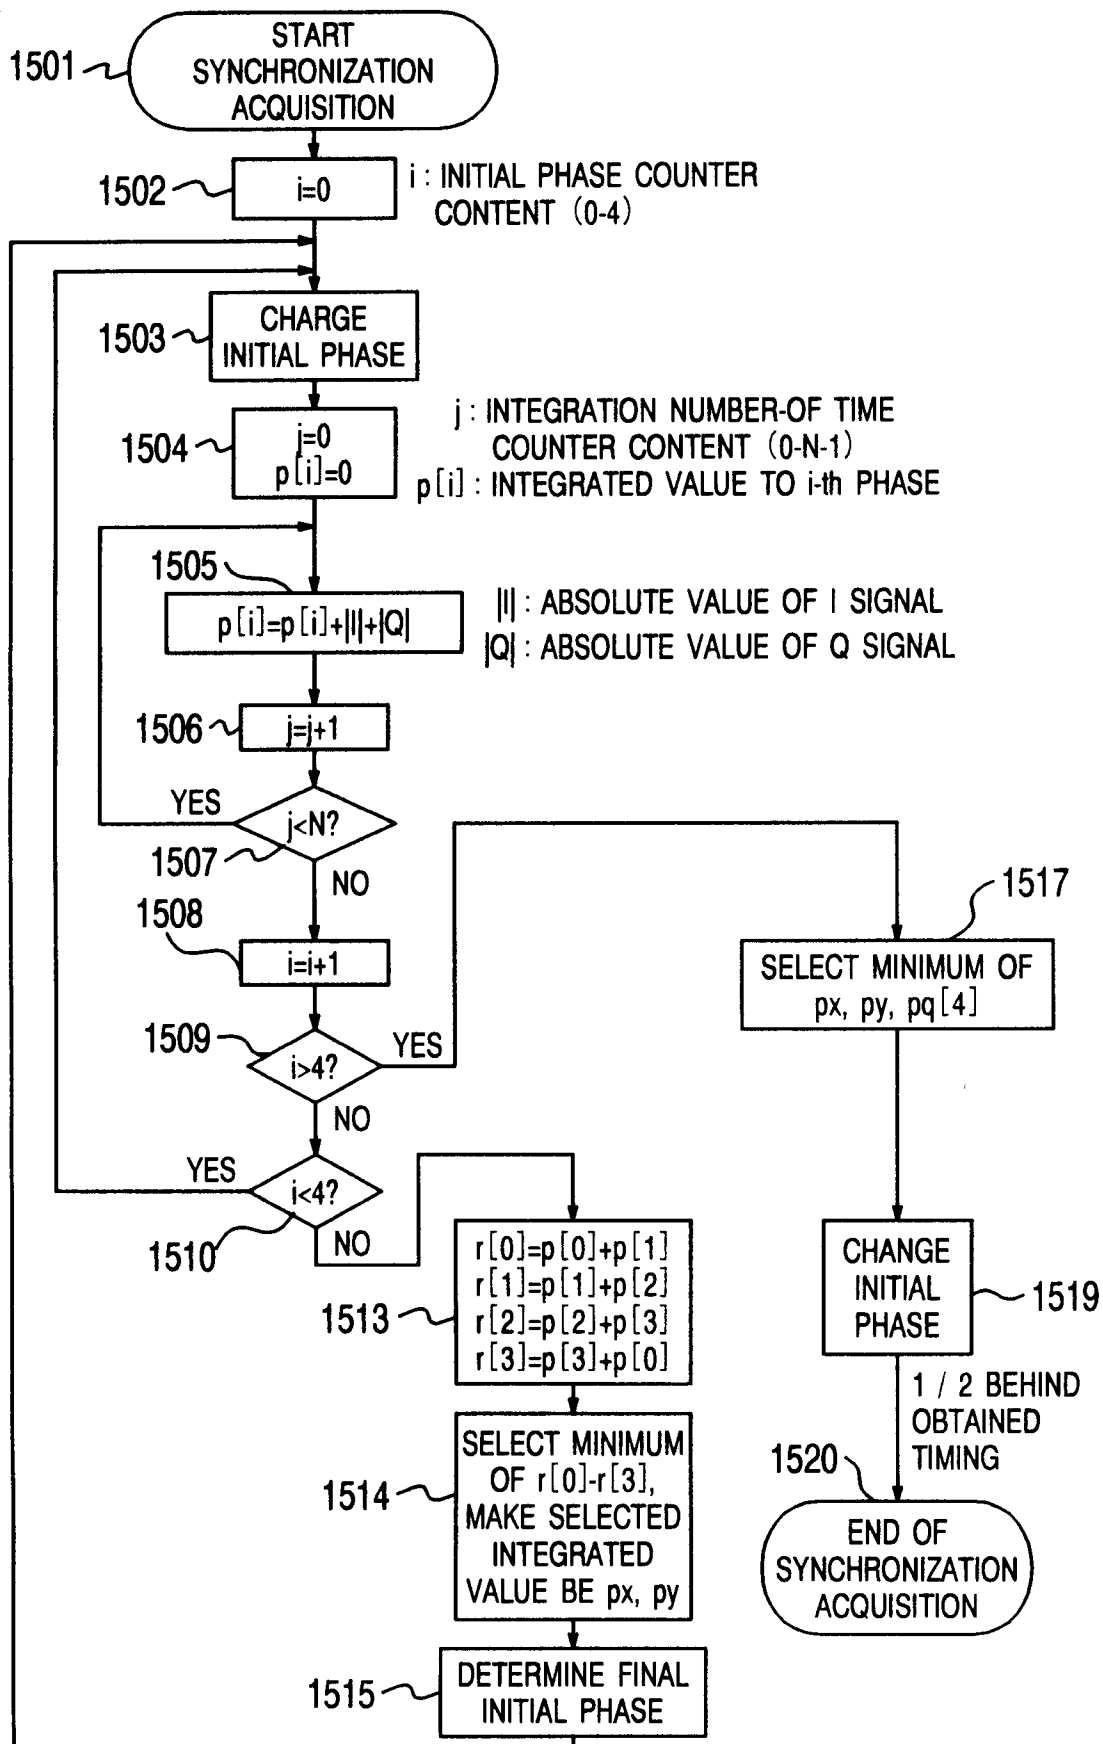 START
SYNCHRONIZATION
ACQUISITION
1501
1502
i=0
i : INITIAL PHASE COUNTER
CONTENT (0-4)
1503
CHARGE
INITIAL PHASE
1504
j=0
p[i]=0
j : INTEGRATION NUMBER-OF TIME
COUNTER CONTENT (0-N-1)
p[i] : INTEGRATED VALUE TO i-th PHASE
1505
p[i]=p[i]+|I|+|Q|
|I| : ABSOLUTE VALUE OF I SIGNAL
|Q| : ABSOLUTE VALUE OF Q SIGNAL
1506
j=j+1
YES
j<N?
1507
NO
1508
i=i+1
1509
i>4?
YES
NO
1517
SELECT MINIMUM OF
px, py, pq[4]
YES
i<4?
1510
NO
1513
r[0]=p[0]+p[1]
r[1]=p[1]+p[2]
r[2]=p[2]+p[3]
r[3]=p[3]+p[0]
CHANGE
INITIAL
PHASE
1519
1 / 2 BEHIND
OBTAINED
TIMING
1514
SELECT MINIMUM
OF r[0]-r[3],
MAKE SELECTED
INTEGRATED
VALUE BE px, py
1520
END OF
SYNCHRONIZATION
ACQUISITION
1515
DETERMINE FINAL
INITIAL PHASE